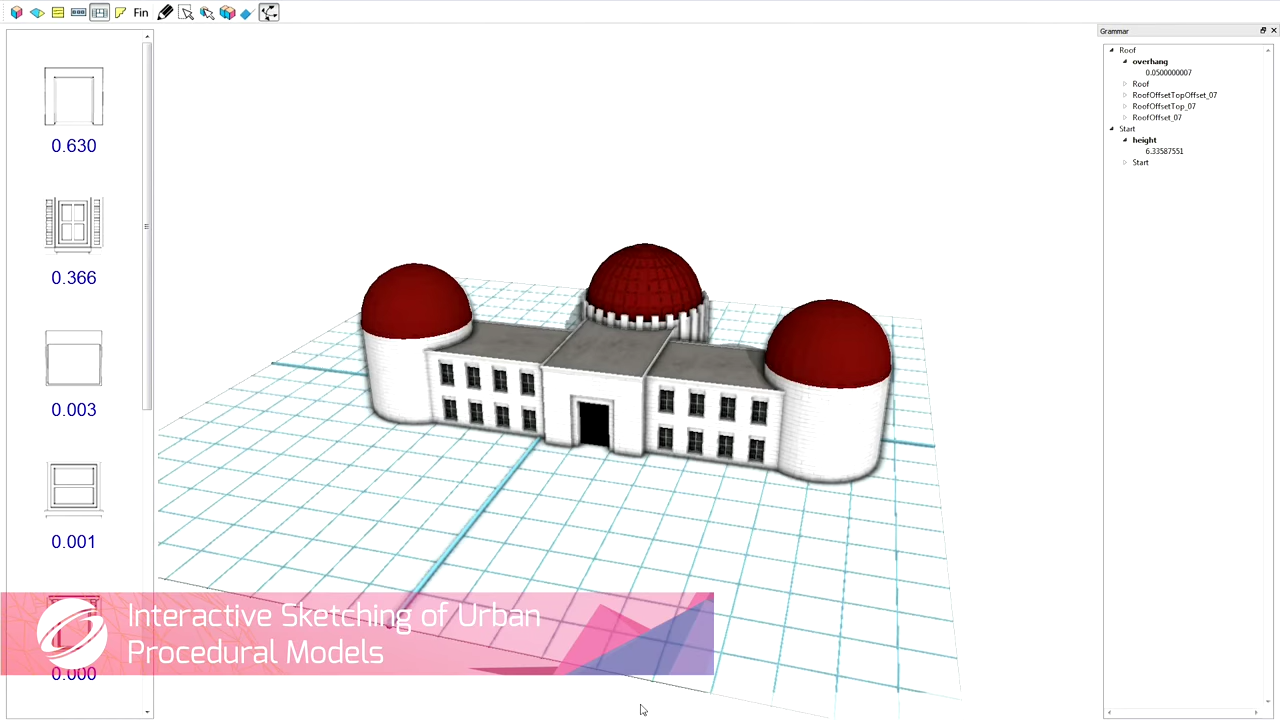 Fin
Grammar
0.630
0.366
0.003
0.001
0.000
Roof
overhang
0.0500000007
Roof
RoofOffsetTopOffset_07
RoofOffsetTop_07
RoofOffset_07
Start
height
6.33587551
Start
Interactive Sketching of Urban
Procedural Models